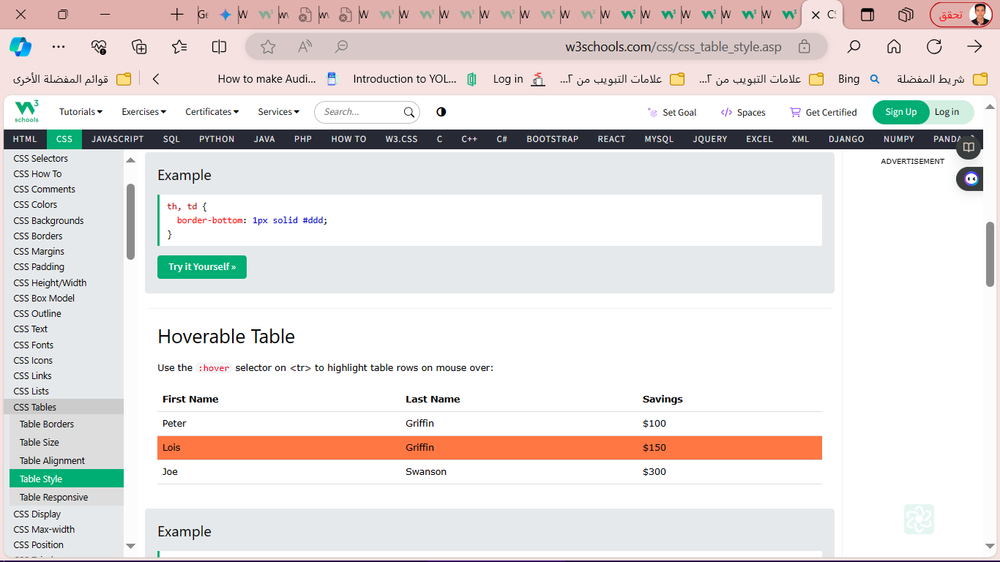 تحقق
w3schools.com/css/css_table_style.asp
شريط المفضلة
Bing
علامات التبويب من ٢...
علامات التبويب من ٢...
Log in
Introduction to YOL...
How to make Audi...
قوائم المفضلة الأخرى
W3
schools
Tutorials
Exercises
Certificates
Services
Search...
Set Goal
Spaces
Get Certified
Sign Up
Log in
HTML CSS JAVASCRIPT SQL PYTHON JAVA PHP HOW TO W3.CSS C C++ C# BOOTSTRAP REACT MYSQL JQUERY EXCEL XML DJANGO NUMPY
CSS Selectors
CSS How To
CSS Comments
CSS Colors
CSS Backgrounds
CSS Borders
CSS Margins
CSS Padding
CSS Height/Width
CSS Box Model
CSS Outline
CSS Text
CSS Fonts
CSS Icons
CSS Links
CSS Lists
CSS Tables
Table Borders
Table Size
Table Alignment
Table Style
Table Responsive
CSS Display
CSS Max-width
CSS Position
Example
th, td {
border-bottom: 1px solid #ddd;
}
Try it Yourself »
Hoverable Table
Use the :hover selector on <tr> to highlight table rows on mouse over:
First Name Last Name Savings
Peter Griffin $100
Lois Griffin $150
Joe Swanson $300
Example
ADVERTISEMENT